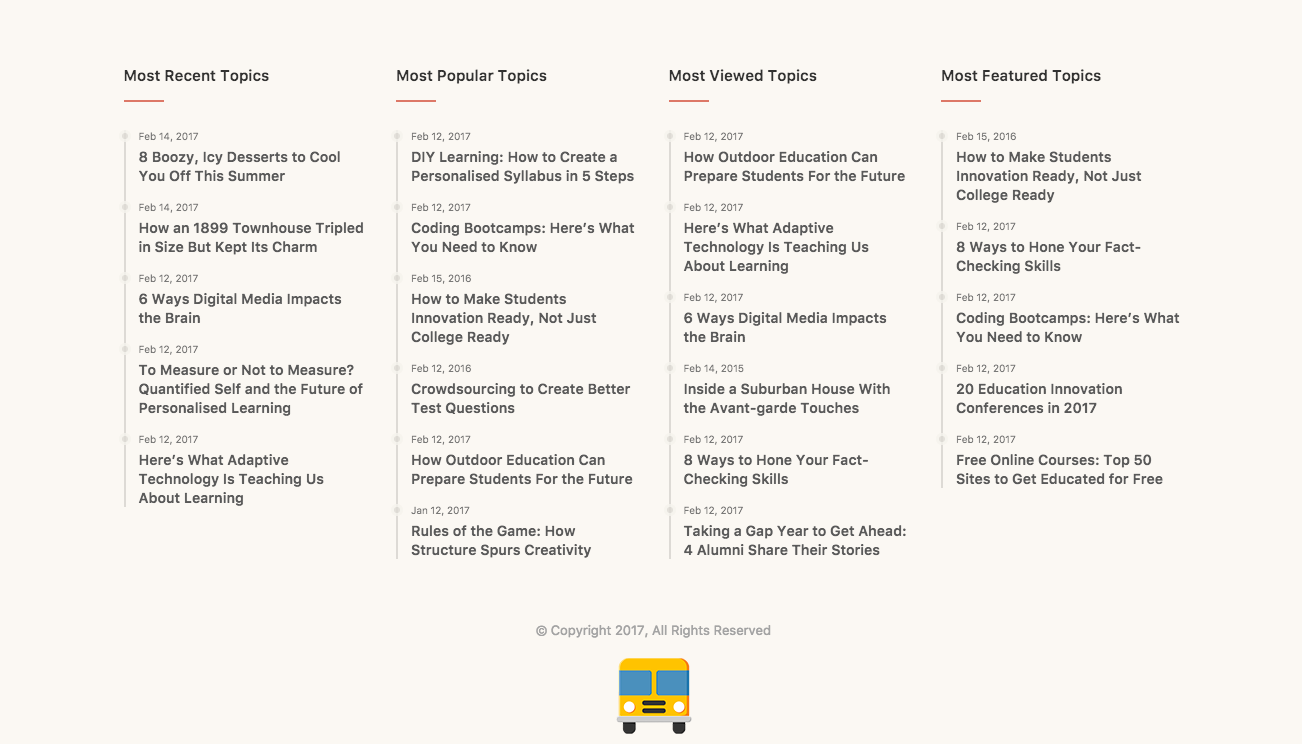 Most Recent Topics
Feb 14, 2017
8 Boozy, Icy Desserts to Cool
You Off This Summer
Feb 14, 2017
How an 1899 Townhouse Tripled
in Size But Kept Its Charm
Feb 12, 2017
6 Ways Digital Media Impacts
the Brain
Feb 12, 2017
To Measure or Not to Measure?
Quantified Self and the Future of
Personalised Learning
Feb 12, 2017
Here’s What Adaptive
Technology Is Teaching Us
About Learning
Most Popular Topics
Feb 12, 2017
DIY Learning: How to Create a
Personalised Syllabus in 5 Steps
Feb 12, 2017
Coding Bootcamps: Here’s What
You Need to Know
Feb 15, 2016
How to Make Students
Innovation Ready, Not Just
College Ready
Feb 12, 2016
Crowdsourcing to Create Better
Test Questions
Feb 12, 2017
How Outdoor Education Can
Prepare Students For the Future
Jan 12, 2017
Rules of the Game: How
Structure Spurs Creativity
Most Viewed Topics
Feb 12, 2017
How Outdoor Education Can
Prepare Students For the Future
Feb 12, 2017
Here’s What Adaptive
Technology Is Teaching Us
About Learning
Feb 12, 2017
6 Ways Digital Media Impacts
the Brain
Feb 14, 2015
Inside a Suburban House With
the Avant-garde Touches
Feb 12, 2017
8 Ways to Hone Your Fact-
Checking Skills
Feb 12, 2017
Taking a Gap Year to Get Ahead:
4 Alumni Share Their Stories
Most Featured Topics
Feb 15, 2016
How to Make Students
Innovation Ready, Not Just
College Ready
Feb 12, 2017
8 Ways to Hone Your Fact-
Checking Skills
Feb 12, 2017
Coding Bootcamps: Here’s What
You Need to Know
Feb 12, 2017
20 Education Innovation
Conferences in 2017
Feb 12, 2017
Free Online Courses: Top 50
Sites to Get Educated for Free
© Copyright 2017, All Rights Reserved